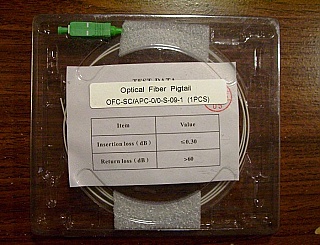 TEST DATA
Optical Fiber Pigtail
OFC-SC/APC-0/0-S-09-1 (1PCS)
Item Value
Insertion loss (dB) ≤0.30
Return loss (dB) >60